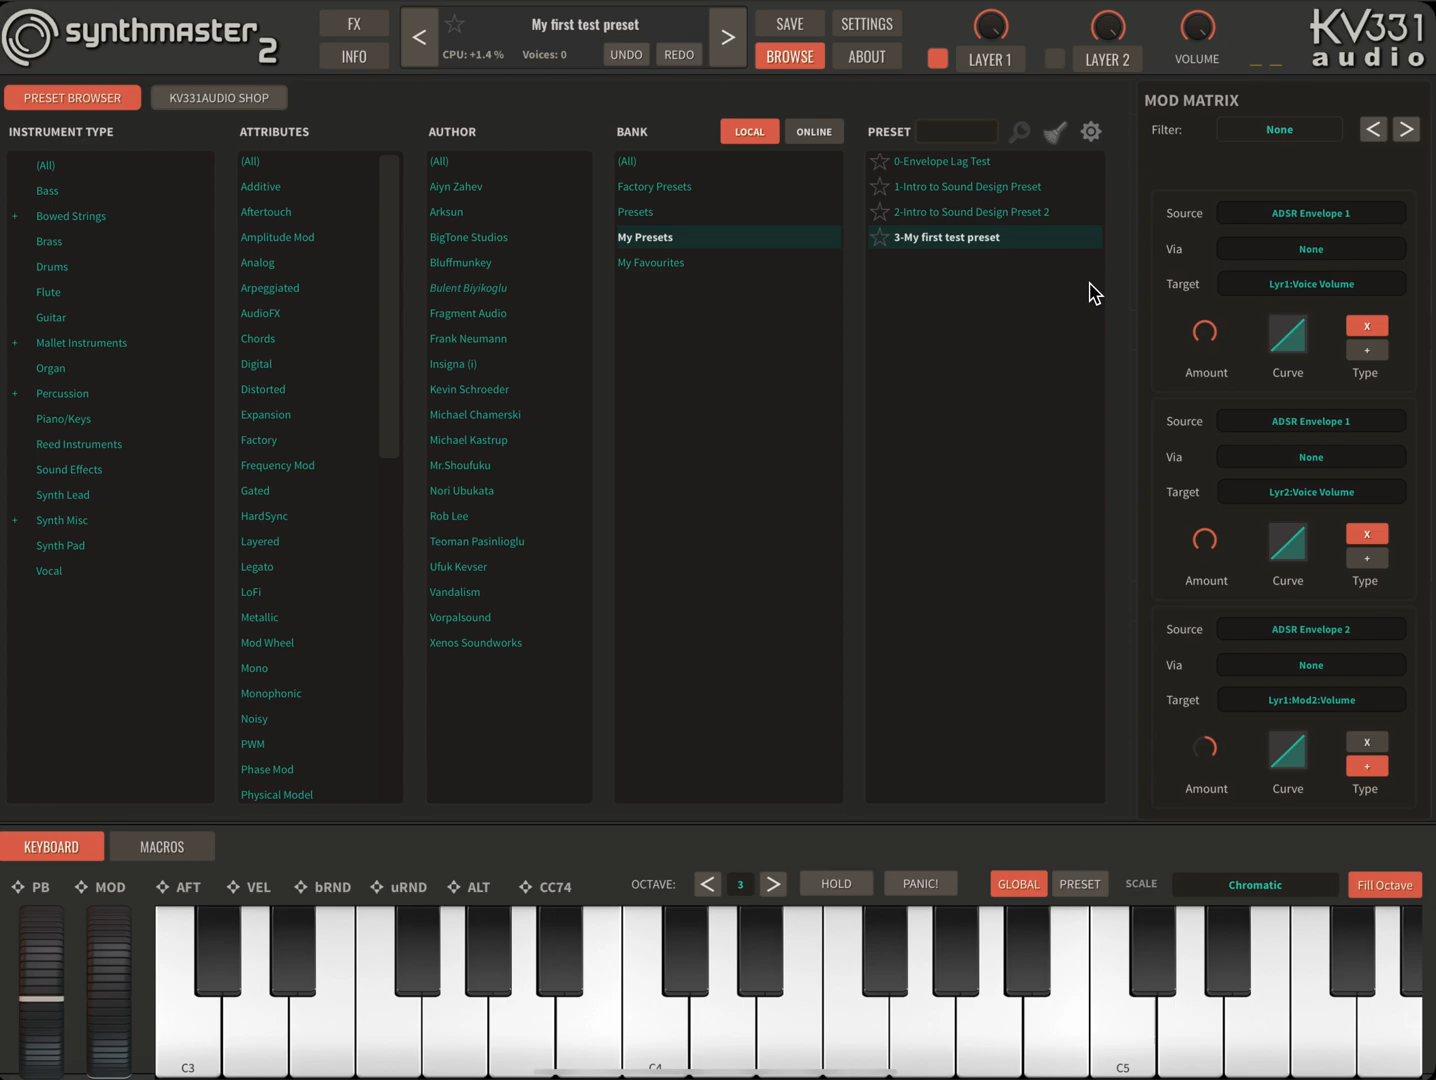 synthmaster 2
FX
INFO
<
My first test preset
CPU: +1.4 %
Voices: 0
UNDO
REDO
>
SAVE
SETTINGS
BROWSE
ABOUT
LAYER 1
LAYER 2
VOLUME
KV331
audio
PRESET BROWSER
KV331AUDIO SHOP
INSTRUMENT TYPE
(All)
Bass
+ Bowed Strings
Brass
Drums
Flute
Guitar
+ Mallet Instruments
Organ
+ Percussion
Piano/Keys
Reed Instruments
Sound Effects
Synth Lead
+ Synth Misc
Synth Pad
Vocal
ATTRIBUTES
(All)
Additive
Aftertouch
Amplitude Mod
Analog
Arpeggiated
AudioFX
Chords
Digital
Distorted
Expansion
Factory
Frequency Mod
Gated
HardSync
Layered
Legato
LoFi
Metallic
Mod Wheel
Mono
Monophonic
Noisy
PWM
Phase Mod
Physical Model
AUTHOR
(All)
Aiyn Zahev
Arksun
BigTone Studios
Bluffmunkey
Bulent Biyikoglu
Fragment Audio
Frank Neumann
Insigna (i)
Kevin Schroeder
Michael Chamerski
Michael Kastrup
Mr.Shoufuku
Nori Ubukata
Rob Lee
Teoman Pasinlioglu
Ufuk Kevser
Vandalism
Vorpalsound
Xenos Soundworks
BANK
LOCAL
ONLINE
(All)
Factory Presets
Presets
My Presets
My Favourites
PRESET
0-Envelope Lag Test
1-Intro to Sound Design Preset
2-Intro to Sound Design Preset 2
3-My first test preset
MOD MATRIX
Filter: None < >
Source ADSR Envelope 1
Via None
Target Lyr1:Voice Volume
X
+
Amount Curve Type
Source ADSR Envelope 1
Via None
Target Lyr2:Voice Volume
X
+
Amount Curve Type
Source ADSR Envelope 2
Via None
Target Lyr1:Mod2:Volume
X
+
Amount Curve Type
KEYBOARD
MACROS
PB MOD AFT VEL bRND uRND ALT CC74
OCTAVE: < 3 >
HOLD
PANIC!
GLOBAL
PRESET
SCALE
Chromatic
Fill Octave
C3
C4
C5